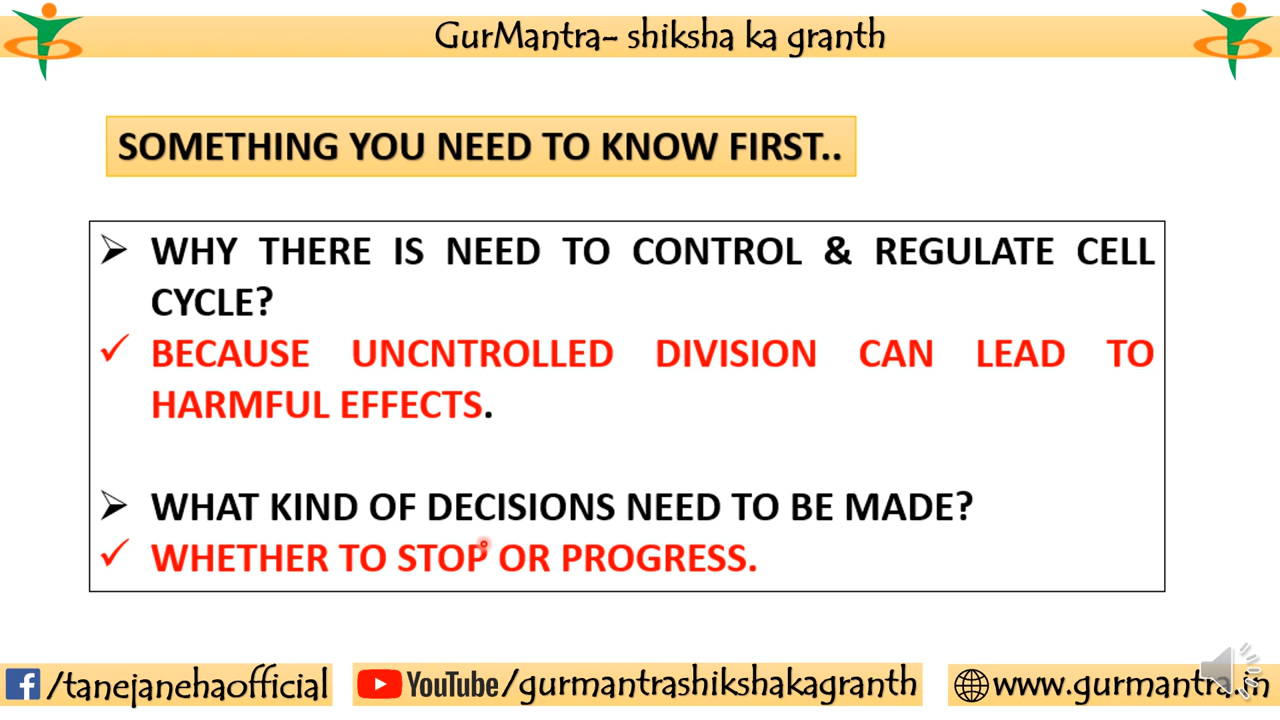 GurMantra- shiksha ka granth
SOMETHING YOU NEED TO KNOW FIRST..
➢ WHY THERE IS NEED TO CONTROL & REGULATE CELL
CYCLE?
✓ BECAUSE UNCNTROLLED DIVISION CAN LEAD TO
HARMFUL EFFECTS.
➢ WHAT KIND OF DECISIONS NEED TO BE MADE?
✓ WHETHER TO STOP OR PROGRESS.
/tanejanehaofficial
YouTube/gurmantrashikshakagranth
www.gurmantra.in